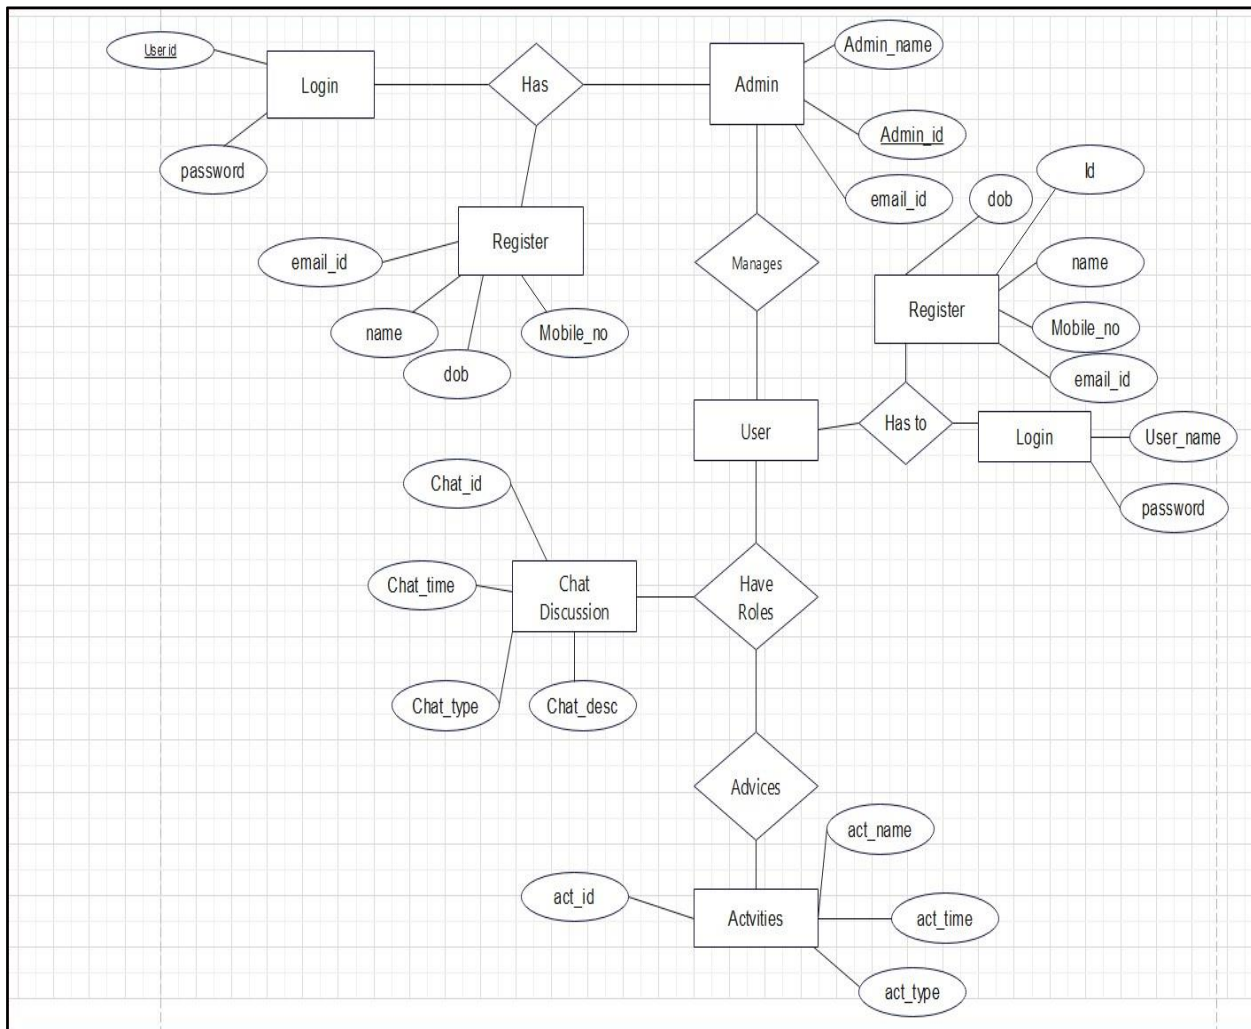 User id
Login
Has
Admin
Admin_name
password
Admin_id
email_id
dob
Id
Register
email_id
name
dob
Mobile_no
Manages
Register
name
Mobile_no
email_id
User
Has to
Login
User_name
password
Chat_id
Chat_time
Chat
Discussion
Have
Roles
Chat_type
Chat_desc
Advices
act_name
act_id
Actvities
act_time
act_type